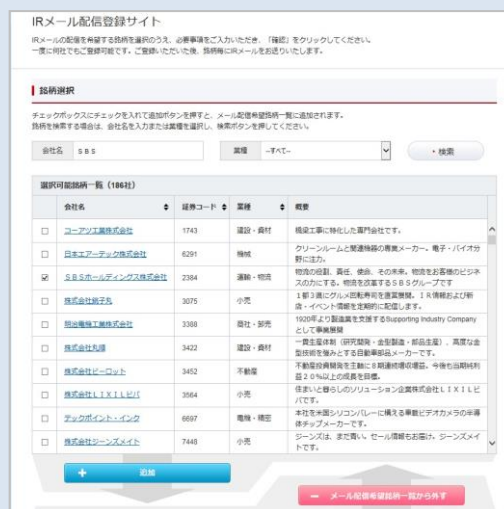 IRメール配信登録サイト
IRメールの配信を希望する銘柄を選択のうえ、必要事項をご入力いただき、「確認」をクリックしてください。
一度に何社でもご登録可能です。ご登録いただいた後、銘柄毎にIRメールをお送りいたします。
銘柄選択
チェックボックスにチェックを入れて追加ボタンを押すと、メール配信希望銘柄一覧に追加されます。
銘柄を検索する場合は、会社名を入力または業種を選択し、検索ボタンを押してください。
会社名 SBS 業種 --すべて-- ・検索
選択可能銘柄一覧（186社）
会社名 証券コード 業種 概要
コーアツ工業株式会社 1743 建設・資材 橋梁工事に特化した専門会社です。
日本エアーテック株式会社 6291 機械 クリーンルームと関連機器の専業メーカー。電子・バイオ分
野に注力。
ＳＢＳホールディングス株式会社 2384 運輸・物流 物流の役割、責任、使命、その未来。物流をお客様のビジネ
スの力にする。物流を改革するＳＢＳグループです
株式会社銚子丸 3075 小売 １都３県にグルメ回転寿司を直営展開。ＩＲ情報および新
店・イベント情報を定期的に配信します。
明治電機工業株式会社 3388 商社・卸売 1920年より製造業を支援するSupporting Industry Company
として事業展開
株式会社丸順 3422 建設・資材 一貫生産体制（研究開発・金型製造・部品生産）、高度な金
型技術を強みとする自動車部品メーカーです。
株式会社ビーロット 3452 不動産 不動産投資開発を主軸に８期連続増収増益。今後も当期純利
益２０％以上の成長を目標。
株式会社ＬＩＸＩＬビバ 3564 小売 住まいと暮らしのソリューション企業株式会社ＬＩＸＩＬビ
バです。
テックポイント・インク 6697 電機・精密 本社を米国シリコンバレーに構える車載ビデオカメラの半導
体チップメーカーです。
株式会社ジーンズメイト 7448 小売 ジーンズは、まだ青い。セール情報もお届け。ジーンズメイ
トです。
＋ 追加
－ メール配信希望銘柄一覧から外す